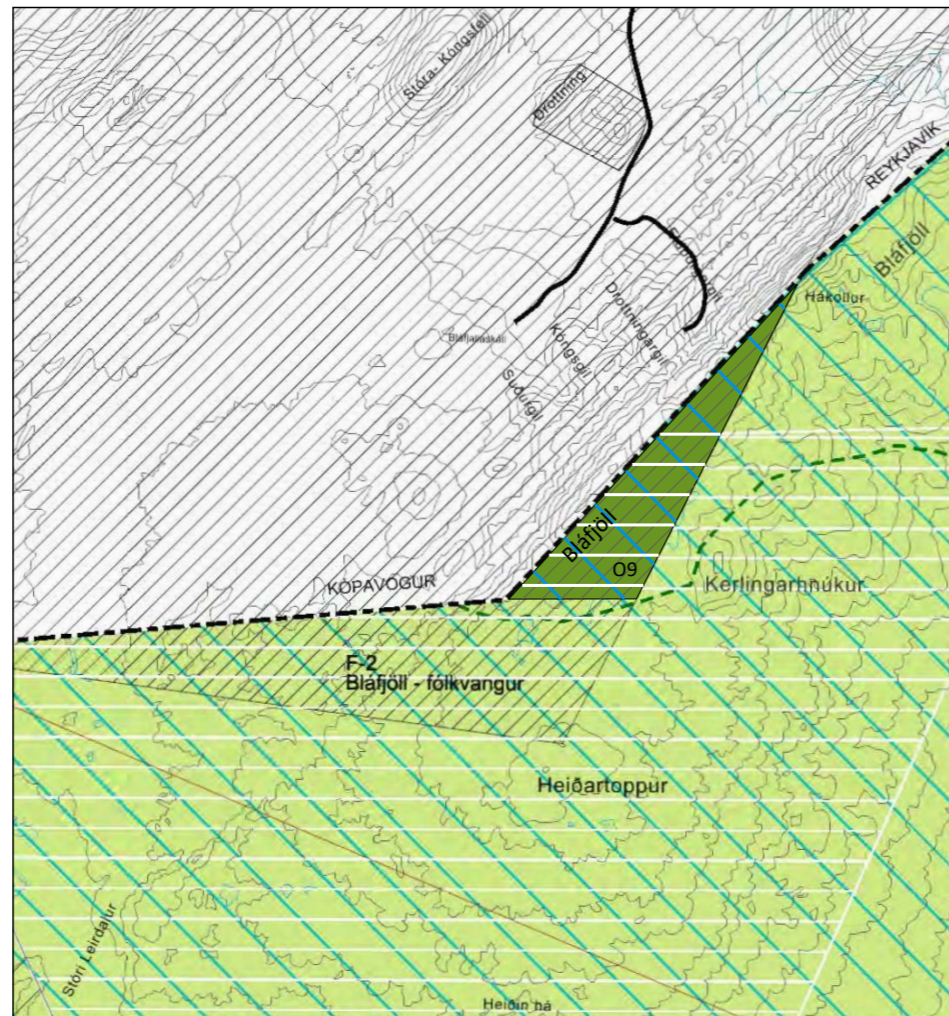 Stóra- Kóngsfell
Drottning
REYKJAVÍK
Bláfjöll
Hákollur
Drottningargil
Kóngsgil
Suðurgil
Bláfjöll
O9
KÓPAVOGUR
Kerlingarhnúkur
F-2
Bláfjöll - fólkvangur
Heiðartoppur
Stóri Leirdalur
Heiðin há